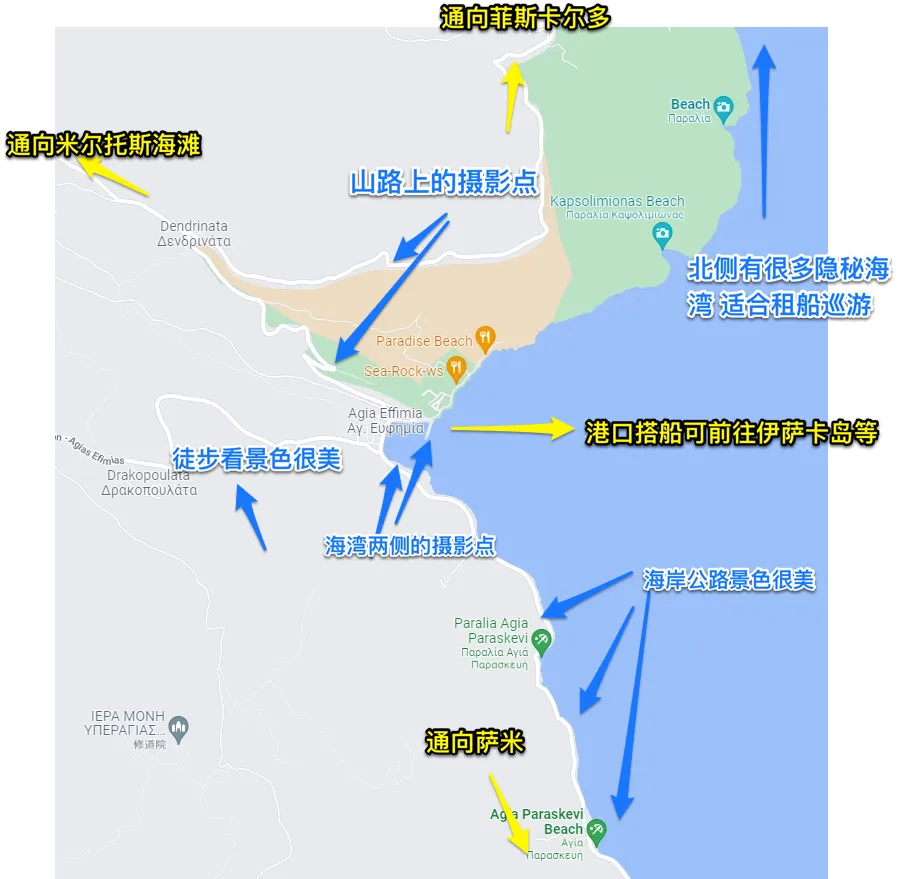 通向菲斯卡尔多
Beach
Παραλία
通向米尔托斯海滩
山路上的摄影点
Kapsolimionas Beach
Παραλία Καψολιμιωνας
Dendrinata
Δενδρινάτα
北侧有很多隐秘海
湾 适合租船巡游
Paradise Beach
Sea-Rock-ws
Agia Effimia
Αγ. Ευφημία
港口搭船可前往伊萨卡岛等
on - Agias Efimias
徒步看景色很美
Drakopoulata
Δρακοπουλάτα
海湾两侧的摄影点
海岸公路景色很美
Paralia Agia
Paraskevi
Παραλία Αγιά
Παρασκευή
ΙΕΡΑ ΜΟΝΗ
ΥΠΕΡΑΓΙΑΣ...
修道院
通向萨米
Agia Paraskevi
Beach
Αγία
Παρασκευή